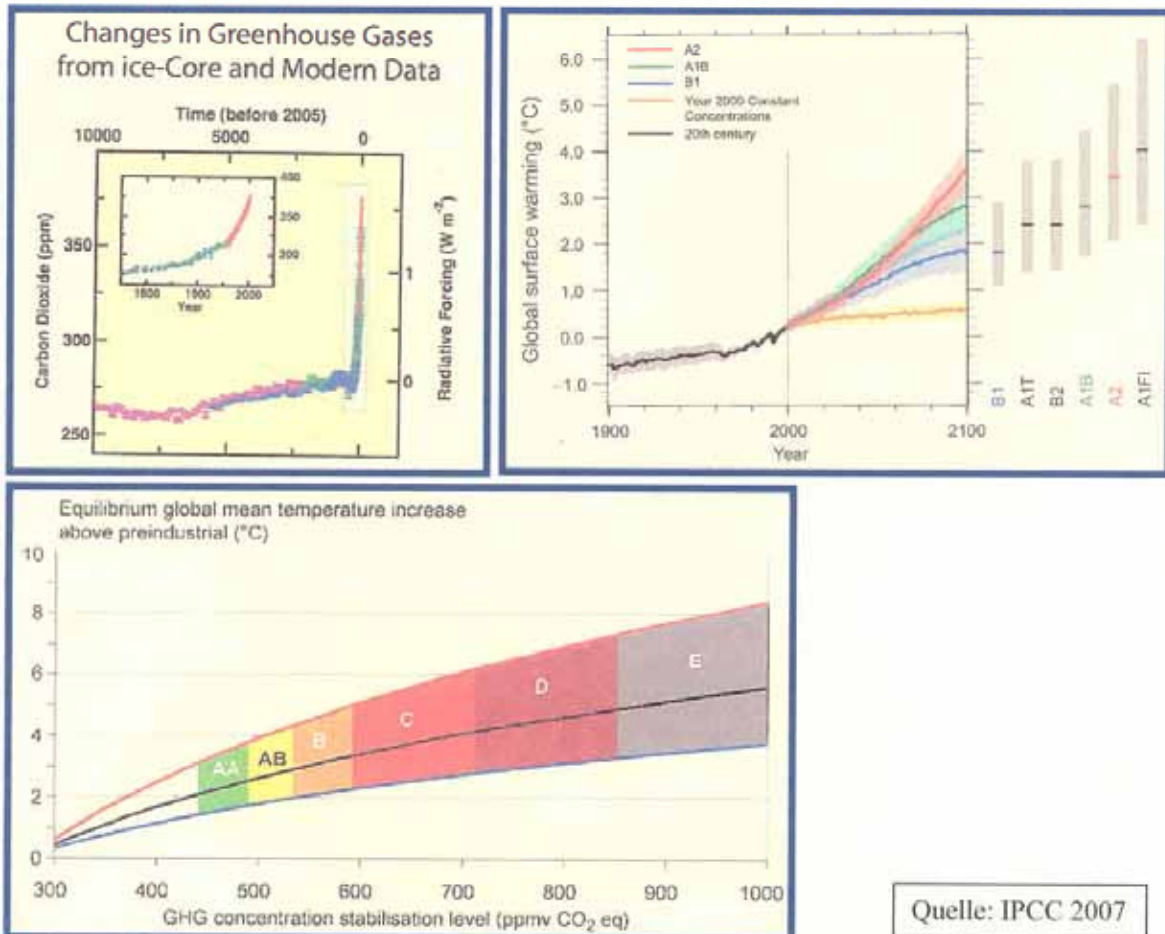 Changes in Greenhouse Gases
from ice-Core and Modern Data
Time (before 2005)
10000 5000 0
Carbon Dioxide (ppm)
350
300
250
400
350
300
1800 1900 2000
Year
Radiative Forcing (W m⁻²)
1
0
Global surface warming (°C)
6.0
5.0
4.0
3.0
2.0
1.0
0.0
-1.0
A2
A1B
B1
Year 2000 Constant
Concentrations
20th century
1900 2000 2100
Year
B1 A1T B2 A1B A2 A1FI
Equilibrium global mean temperature increase
above preindustrial (°C)
10
8
6
4
2
0
AA AB B C D E
300 400 500 600 700 800 900 1000
GHG concentration stabilisation level (ppmv CO₂ eq)
Quelle: IPCC 2007